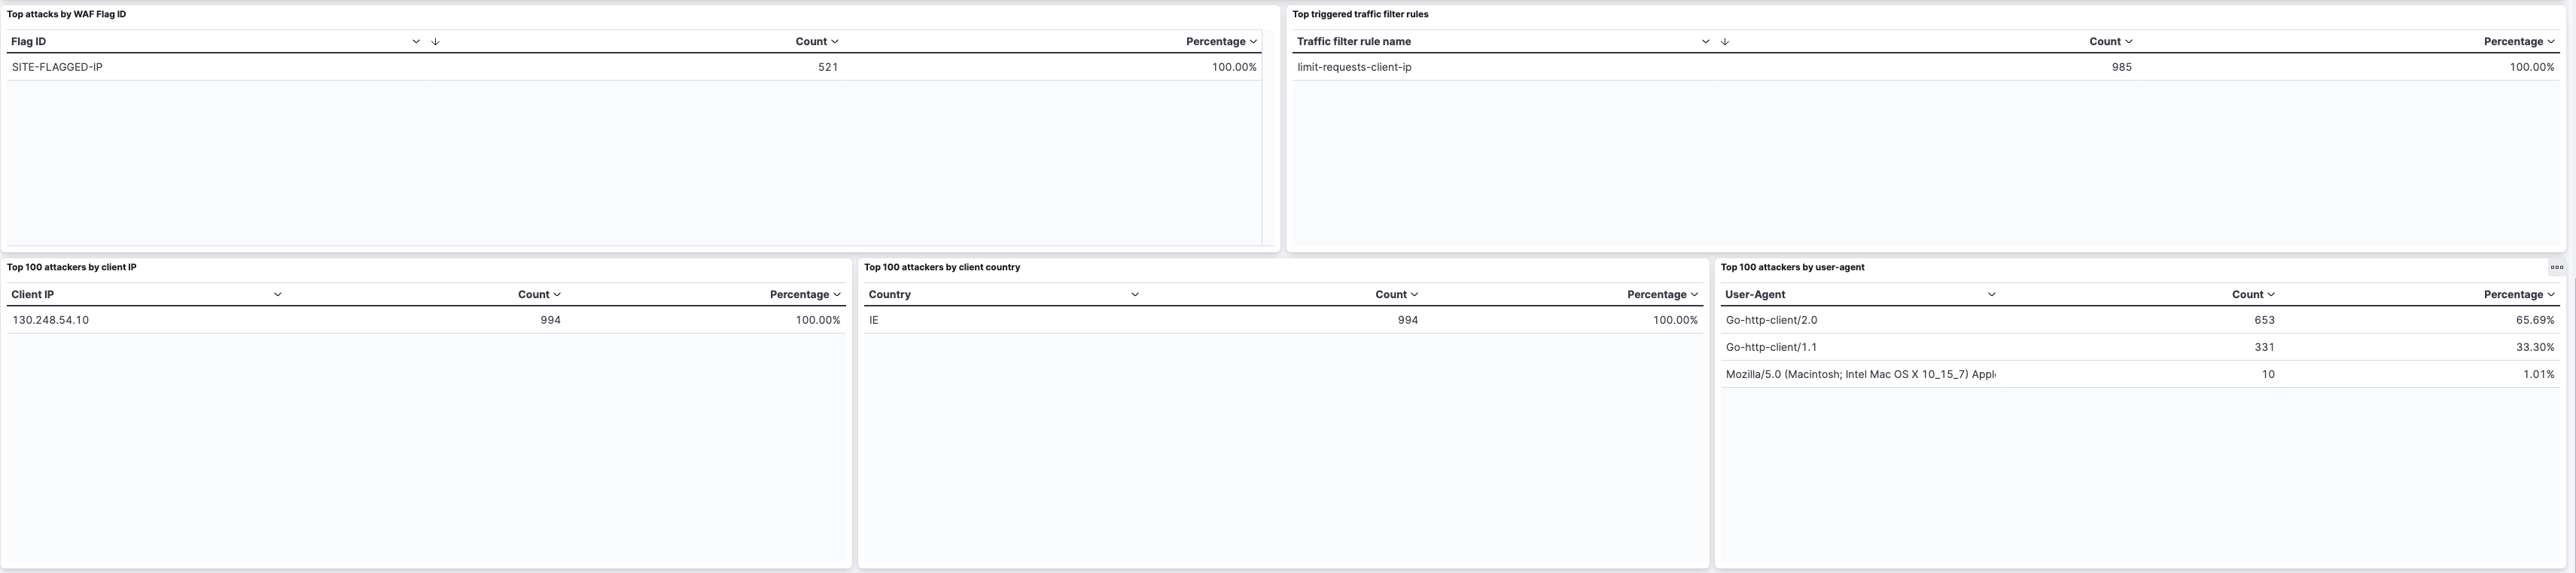 Top attacks by WAF Flag ID
Flag ID Count Percentage
SITE-FLAGGED-IP 521 100.00%
Top triggered traffic filter rules
Traffic filter rule name Count Percentage
limit-requests-client-ip 985 100.00%
Top 100 attackers by client IP
Client IP Count Percentage
130.248.54.10 994 100.00%
Top 100 attackers by client country
Country Count Percentage
IE 994 100.00%
Top 100 attackers by user-agent
User-Agent Count Percentage
Go-http-client/2.0 653 65.69%
Go-http-client/1.1 331 33.30%
Mozilla/5.0 (Macintosh; Intel Mac OS X 10_15_7) Appl 10 1.01%